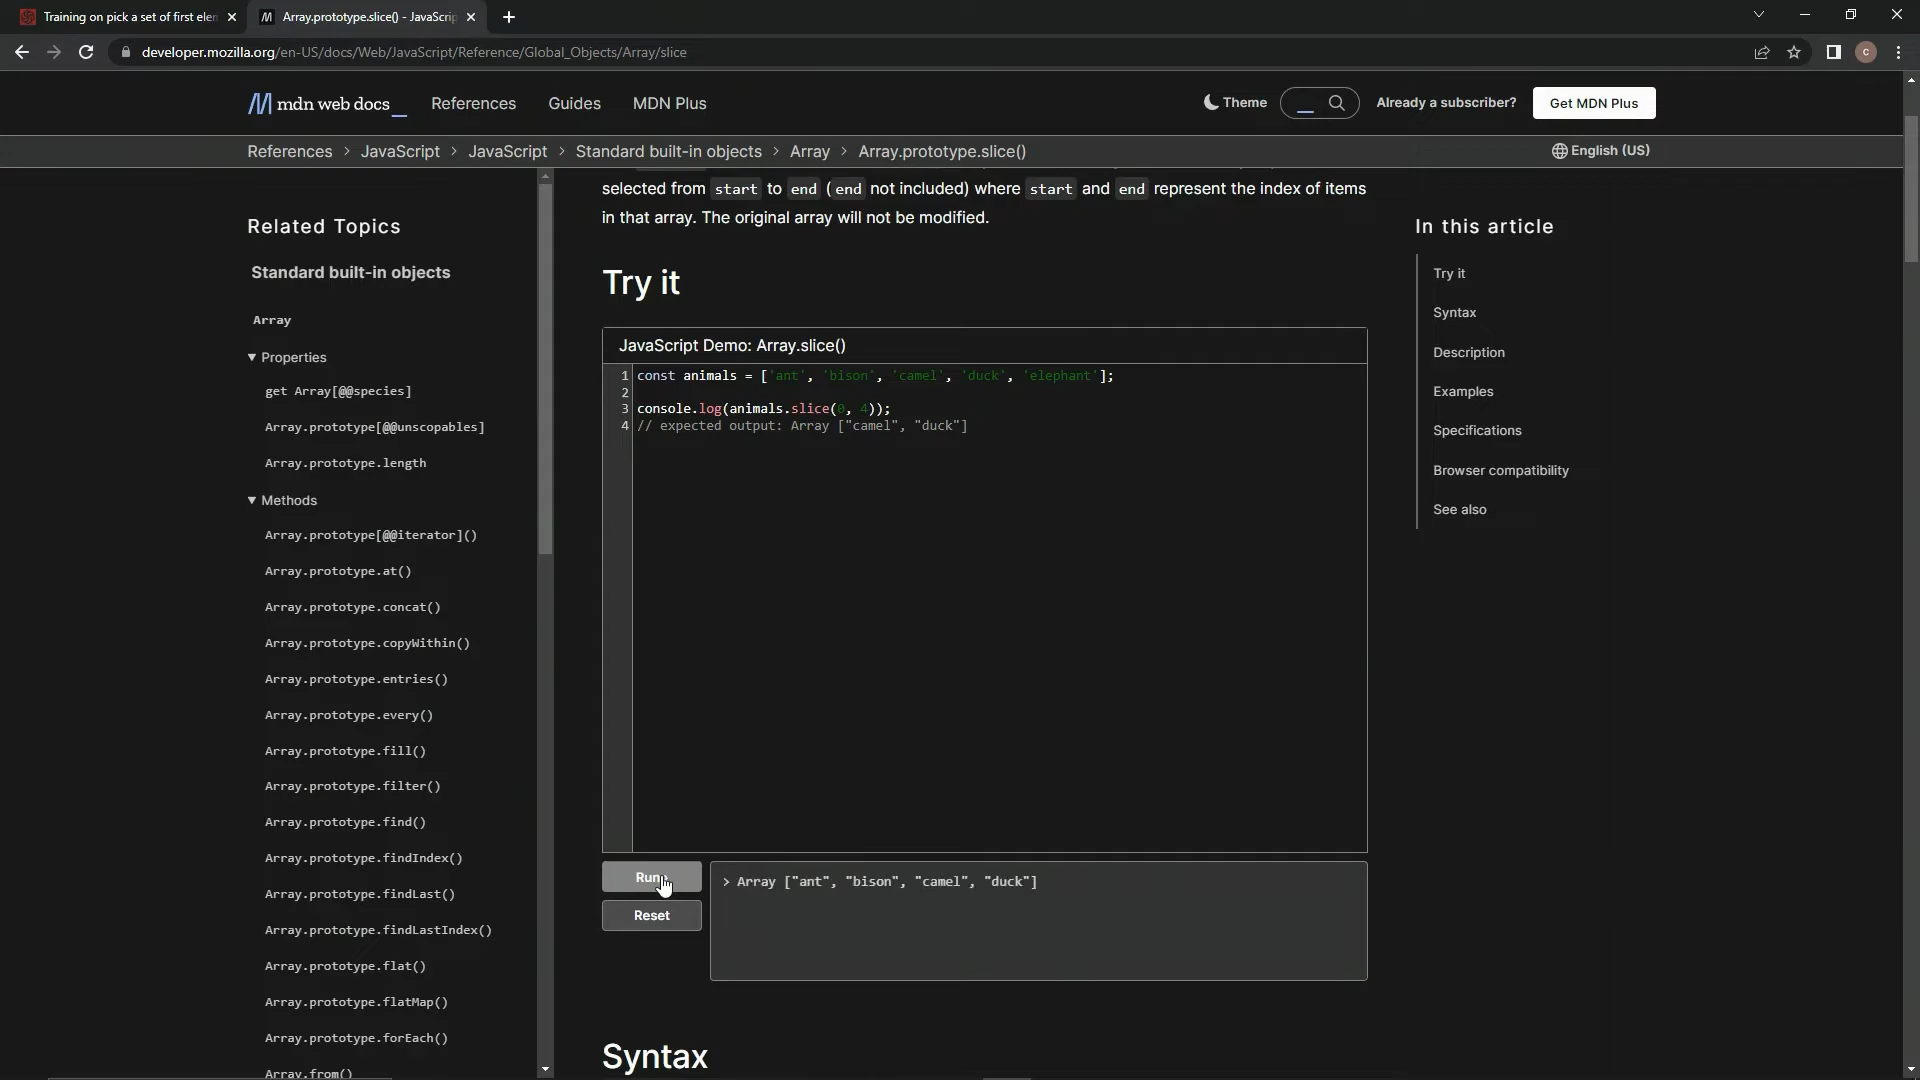 Training on pick a set of first elem
Array.prototype.slice() - JavaScrip
developer.mozilla.org/en-US/docs/Web/JavaScript/Reference/Global_Objects/Array/slice
C
mdn web docs_
References
Guides
MDN Plus
Theme
Already a subscriber?
Get MDN Plus
References > JavaScript > JavaScript > Standard built-in objects > Array > Array.prototype.slice()
English (US)
Related Topics
Standard built-in objects
Array
Properties
get Array[@@species]
Array.prototype[@@unscopables]
Array.prototype.length
Methods
Array.prototype[@@iterator]()
Array.prototype.at()
Array.prototype.concat()
Array.prototype.copyWithin()
Array.prototype.entries()
Array.prototype.every()
Array.prototype.fill()
Array.prototype.filter()
Array.prototype.find()
Array.prototype.findIndex()
Array.prototype.findLast()
Array.prototype.findLastIndex()
Array.prototype.flat()
Array.prototype.flatMap()
Array.prototype.forEach()
Array.from()
selected from start to end (end not included) where start and end represent the index of items
in that array. The original array will not be modified.
Try it
JavaScript Demo: Array.slice()
1 const animals = ['ant', 'bison', 'camel', 'duck', 'elephant'];
2
3 console.log(animals.slice(0, 4));
4 // expected output: Array ["camel", "duck"]
Run
Reset
> Array ["ant", "bison", "camel", "duck"]
Syntax
In this article
Try it
Syntax
Description
Examples
Specifications
Browser compatibility
See also